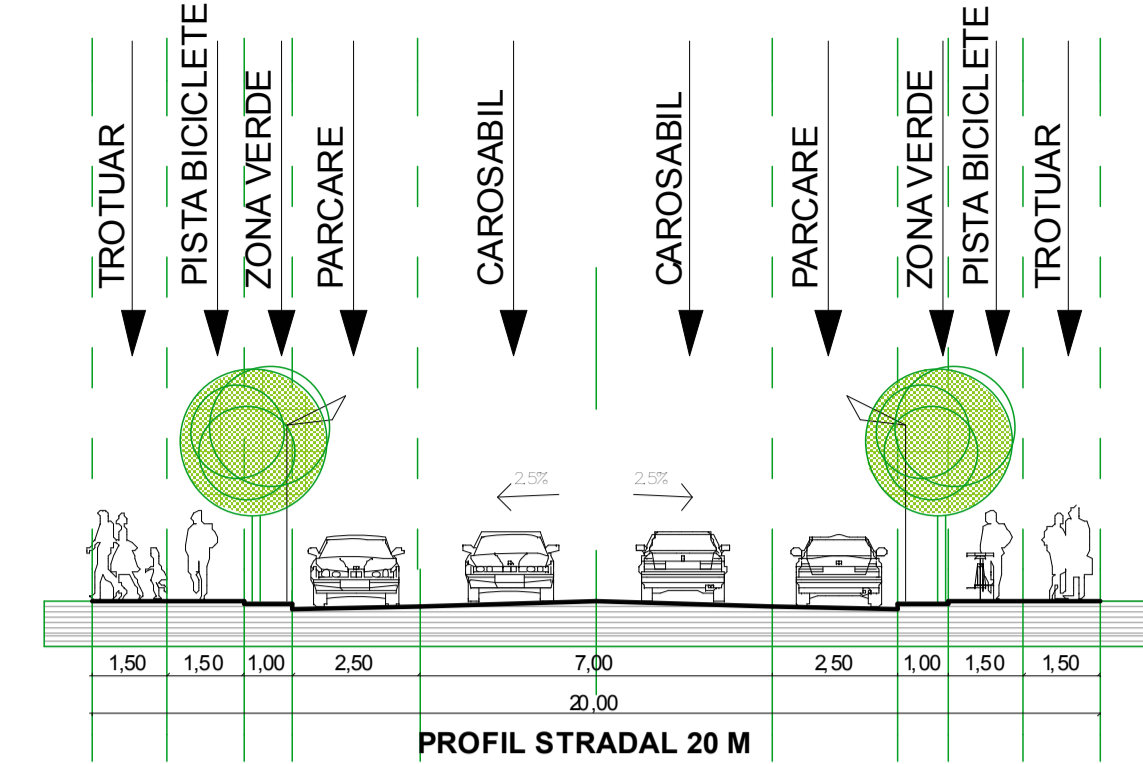 TROTUAR
PISTA BICICLETE
ZONA VERDE
PARCARE
CAROSABIL
CAROSABIL
PARCARE
ZONA VERDE
PISTA BICICLETE
TROTUAR
2.5% 2.5%
1,50 1,50 1,00 2,50 7,00 2,50 1,00 1,50 1,50
20,00
PROFIL STRADAL 20 M